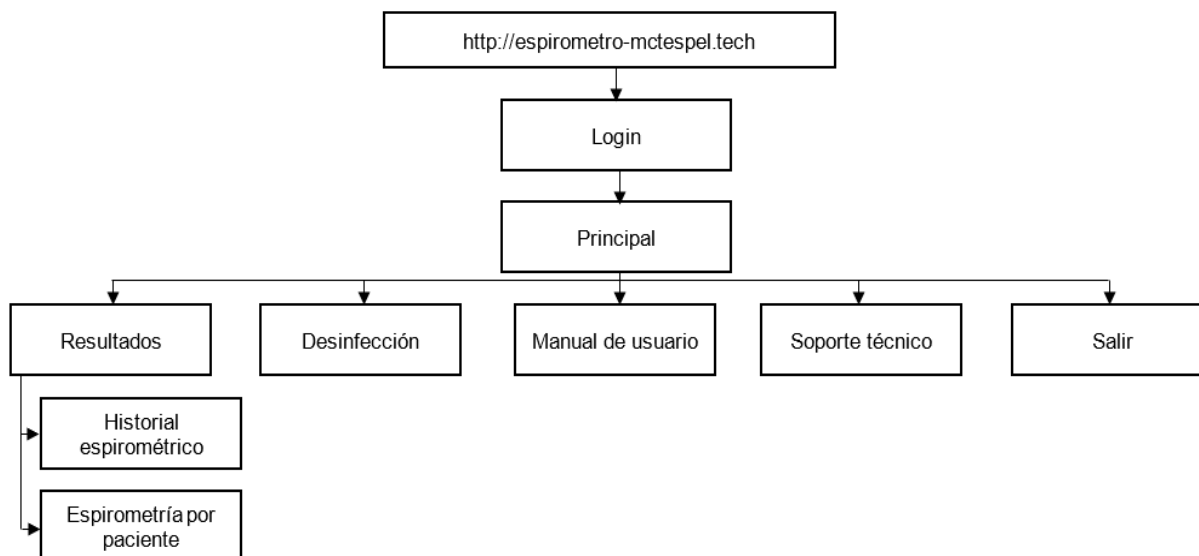 http://espirometro-mctespel.tech
Login
Principal
Resultados
Desinfección
Manual de usuario
Soporte técnico
Salir
Historial
espirométrico
Espirometría por
paciente